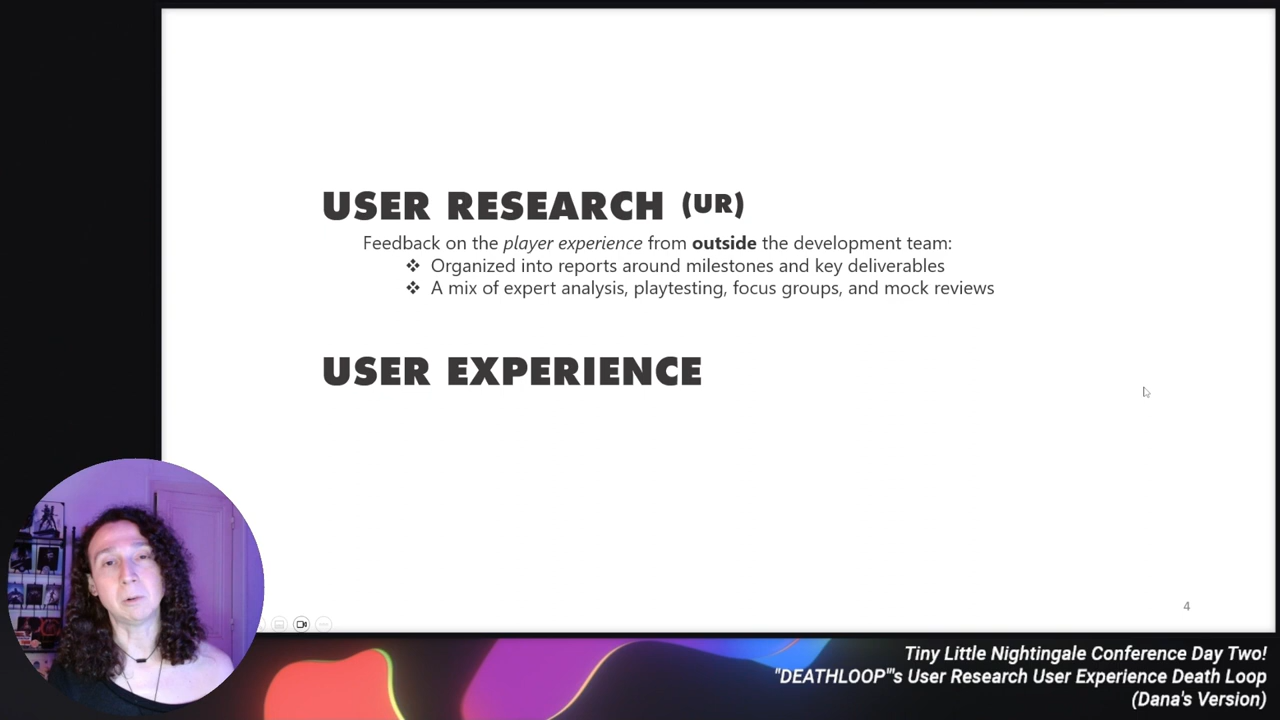 USER RESEARCH (UR)
Feedback on the player experience from outside the development team:
❖ Organized into reports around milestones and key deliverables
❖ A mix of expert analysis, playtesting, focus groups, and mock reviews
USER EXPERIENCE
4
Tiny Little Nightingale Conference Day Two!
"DEATHLOOP"'s User Research User Experience Death Loop
(Dana's Version)